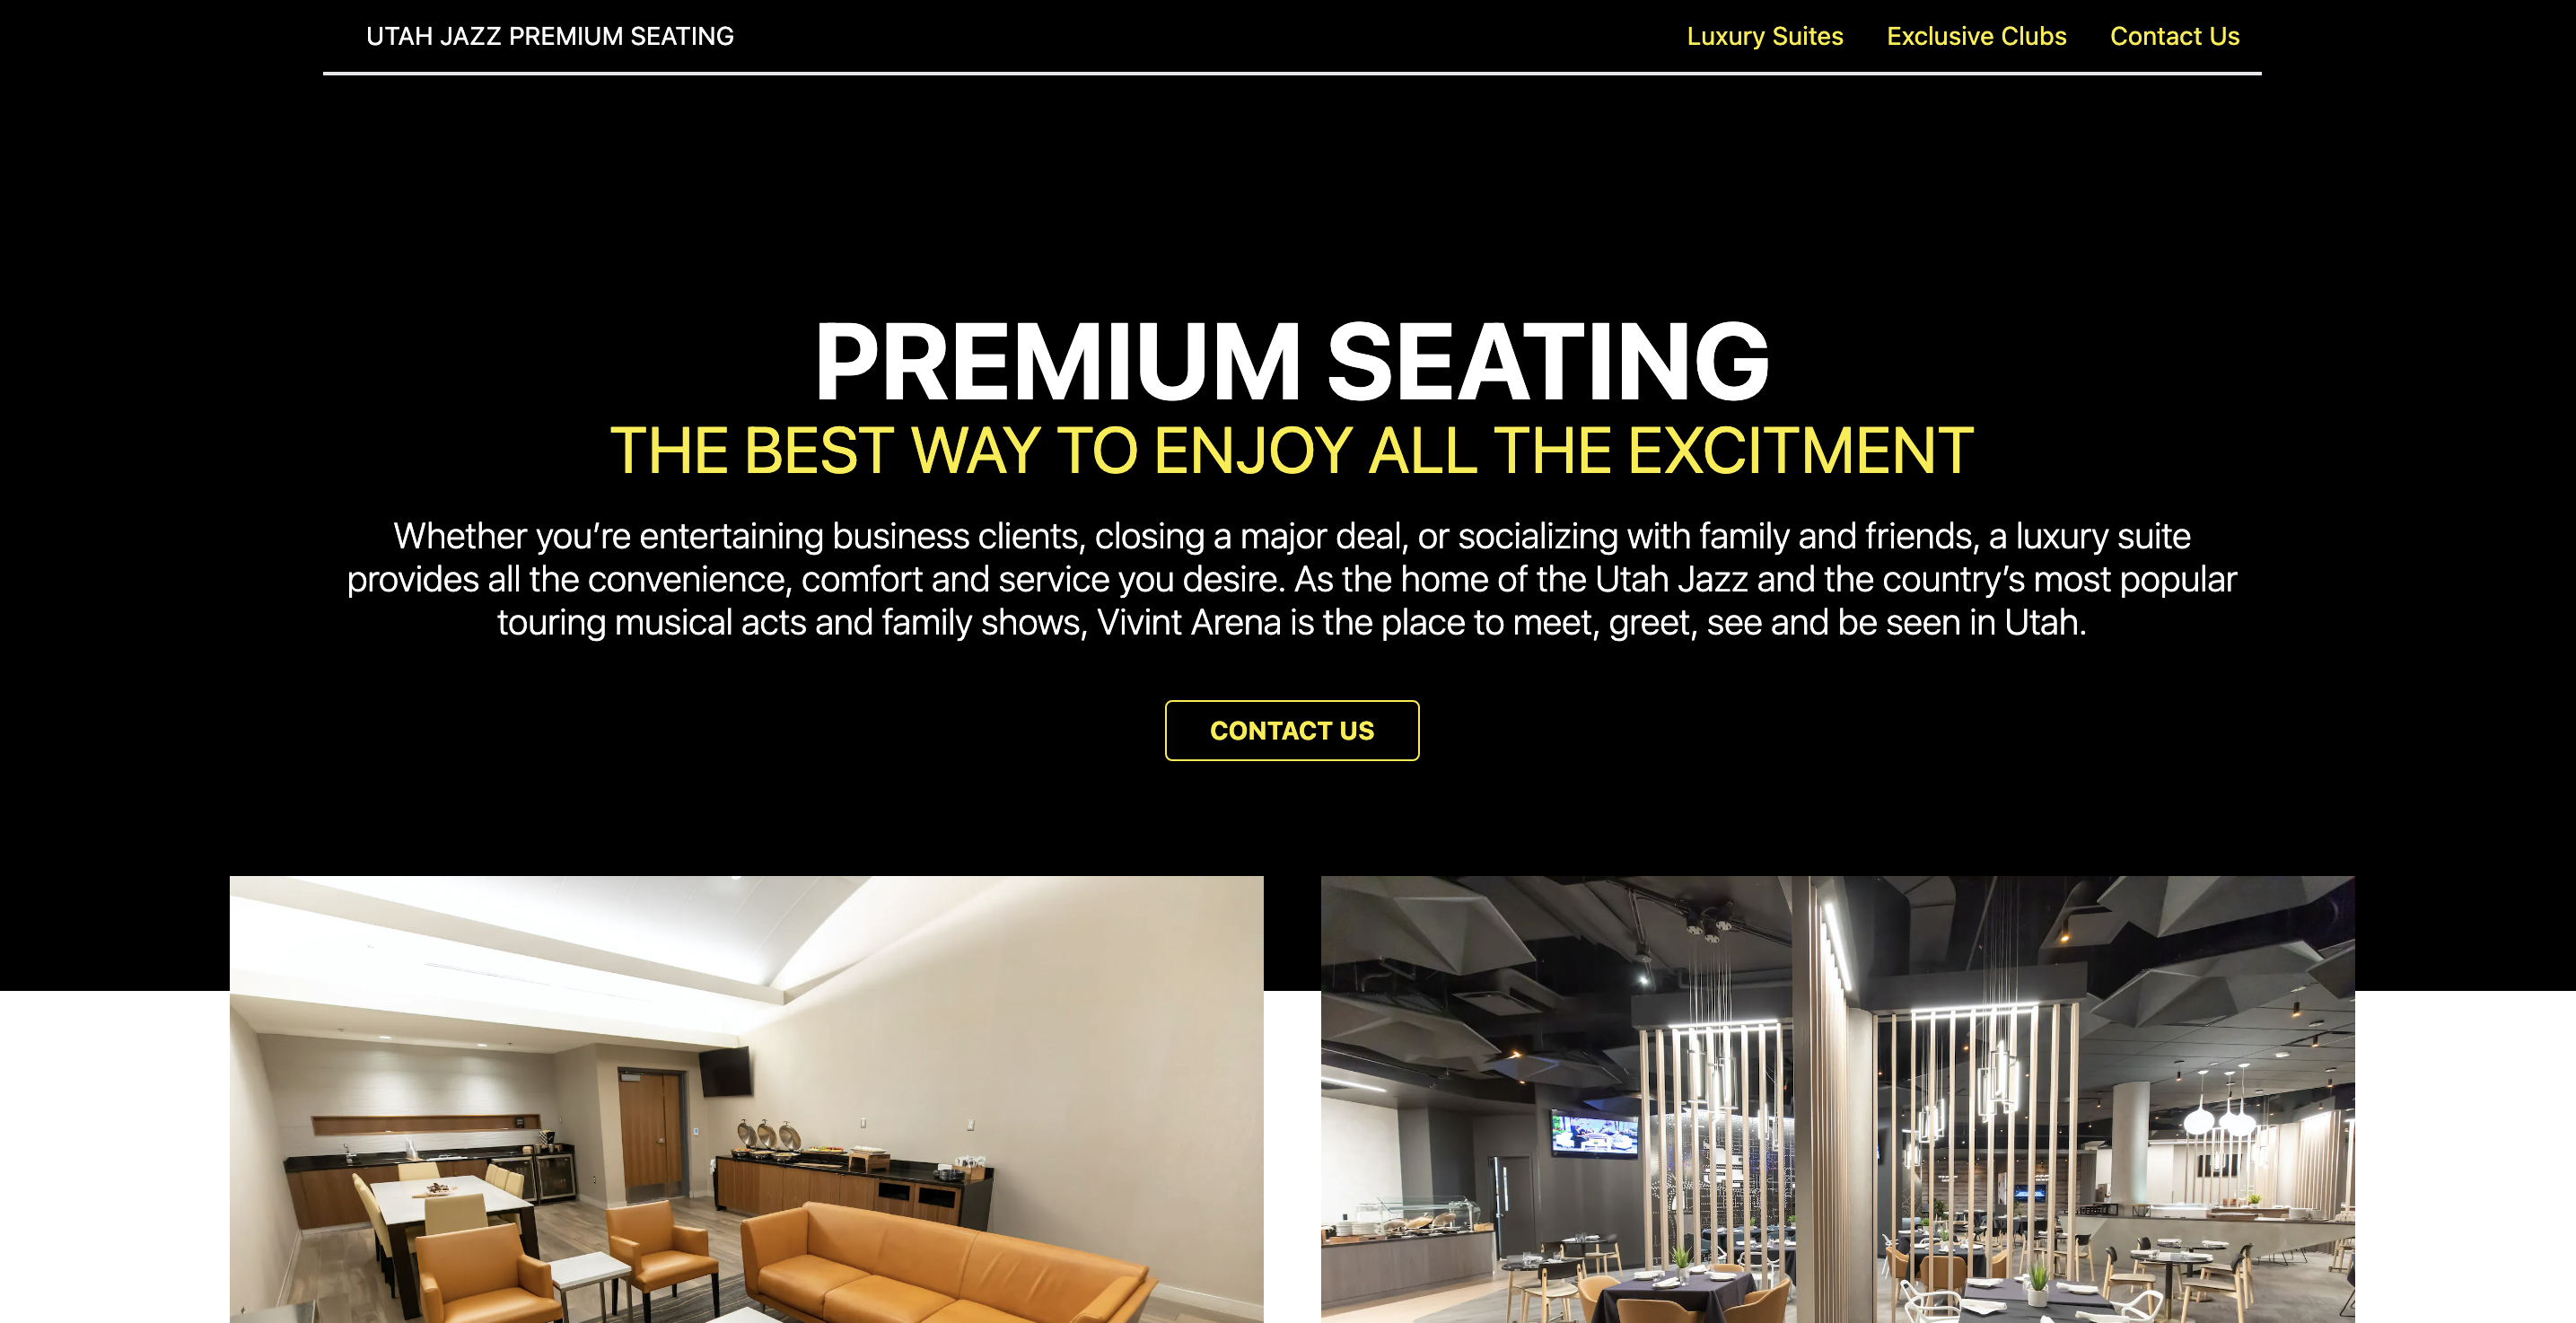 UTAH JAZZ PREMIUM SEATING
Luxury Suites
Exclusive Clubs
Contact Us
PREMIUM SEATING
THE BEST WAY TO ENJOY ALL THE EXCITMENT
Whether you’re entertaining business clients, closing a major deal, or socializing with family and friends, a luxury suite
provides all the convenience, comfort and service you desire. As the home of the Utah Jazz and the country’s most popular
touring musical acts and family shows, Vivint Arena is the place to meet, greet, see and be seen in Utah.
CONTACT US